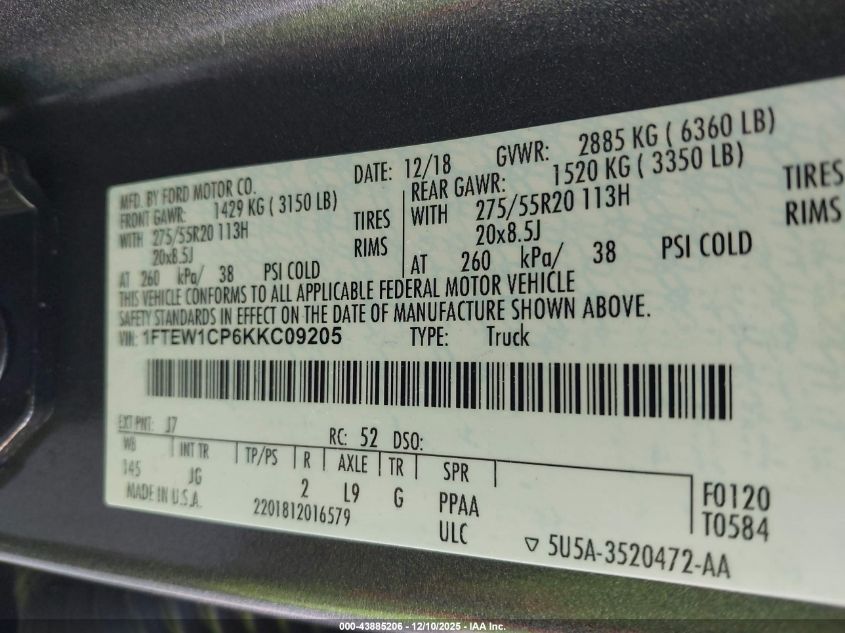 MFD. BY FORD MOTOR CO. DATE: 12/18 GVWR: 2885 KG ( 6360 LB)
FRONT GAWR: 1429 KG ( 3150 LB) REAR GAWR: 1520 KG ( 3350 LB)
WITH 275/55R20 113H TIRES WITH 275/55R20 113H TIRES
20x8.5J RIMS 20x8.5J RIMS
AT 260 kPa/ 38 PSI COLD AT 260 kPa/ 38 PSI COLD
THIS VEHICLE CONFORMS TO ALL APPLICABLE FEDERAL MOTOR VEHICLE
SAFETY STANDARDS IN EFFECT ON THE DATE OF MANUFACTURE SHOWN ABOVE.
VIN: 1FTEW1CP6KKC09205 TYPE: Truck
EXT PNT: J7 RC: 52 DSO:
WB INT TR TP/PS R AXLE TR SPR
145 JG 2 L9 G PPAA F0120
MADE IN U.S.A. 2201812016579 ULC T0584
▽ 5U5A-3520472-AA
000-43885206 - 12/10/2025 - IAA Inc.